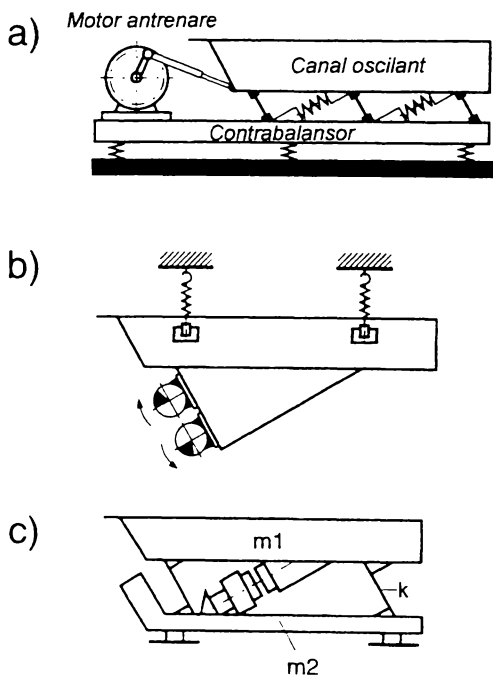 a)
Motor antrenare
Canal oscilant
Contrabalansor
b)
c)
m1
k
m2